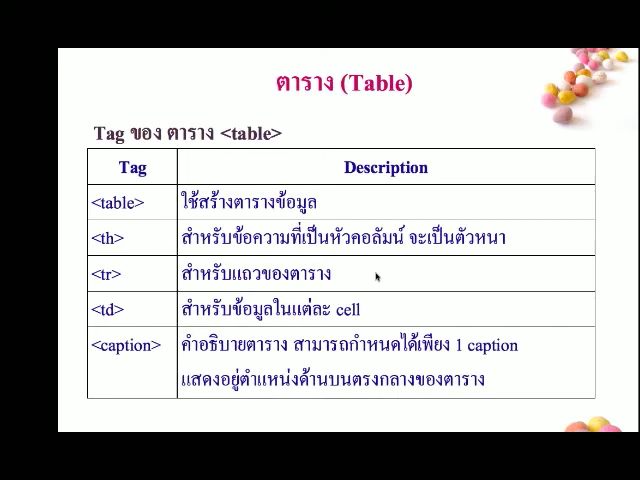 ตาราง (Table)
Tag ของ ตาราง <table>
Tag Description
<table> ใช้สร้างตารางข้อมูล
<th> สำหรับข้อความที่เป็นหัวคอลัมน์ จะเป็นตัวหนา
<tr> สำหรับแถวของตาราง
<td> สำหรับข้อมูลในแต่ละ cell
<caption> คำอธิบายตาราง สามารถกำหนดได้เพียง 1 caption
แสดงอยู่ตำแหน่งด้านบนตรงกลางของตาราง